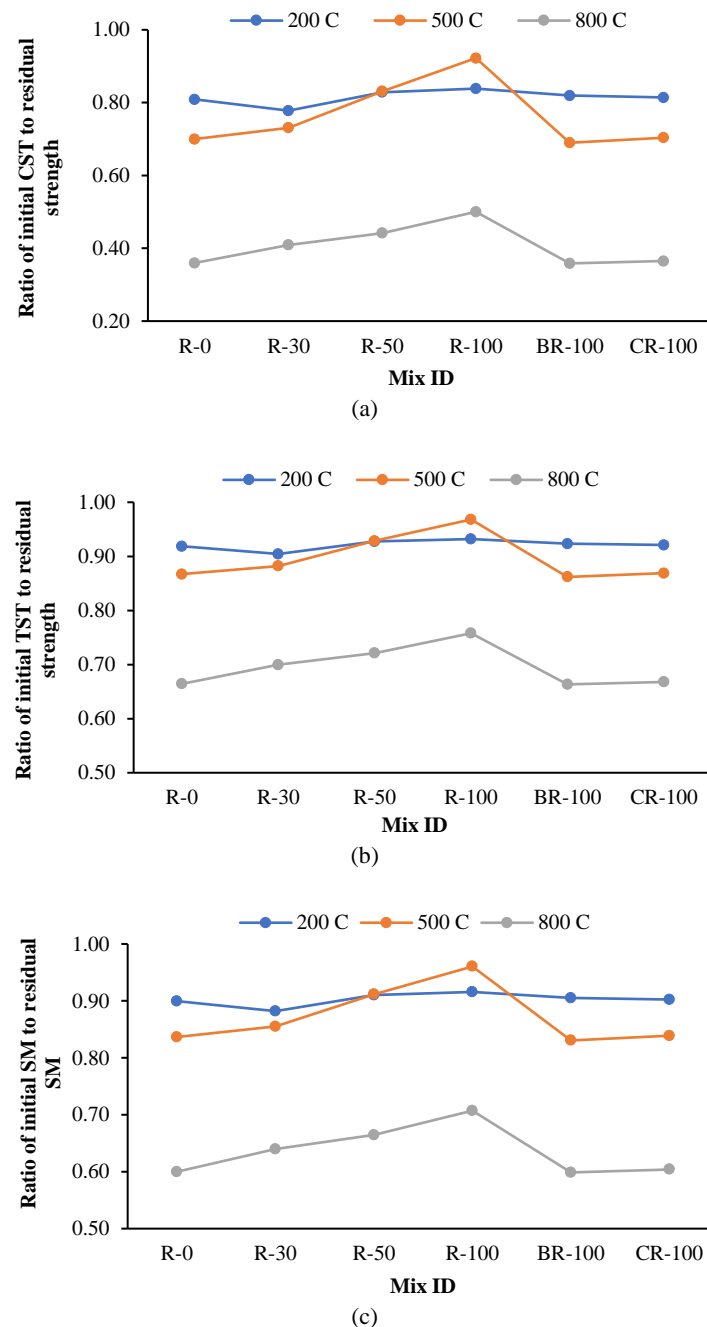 200 C 500 C 800 C
Ratio of initial CST to residual
strength
1.00
0.80
0.60
0.40
0.20
R-0 R-30 R-50 R-100 BR-100 CR-100
Mix ID
(a)
200 C 500 C 800 C
Ratio of initial TST to residual
strength
1.00
0.90
0.80
0.70
0.60
0.50
R-0 R-30 R-50 R-100 BR-100 CR-100
Mix ID
(b)
200 C 500 C 800 C
Ratio of initial SM to residual
SM
1.00
0.90
0.80
0.70
0.60
0.50
R-0 R-30 R-50 R-100 BR-100 CR-100
Mix ID
(c)